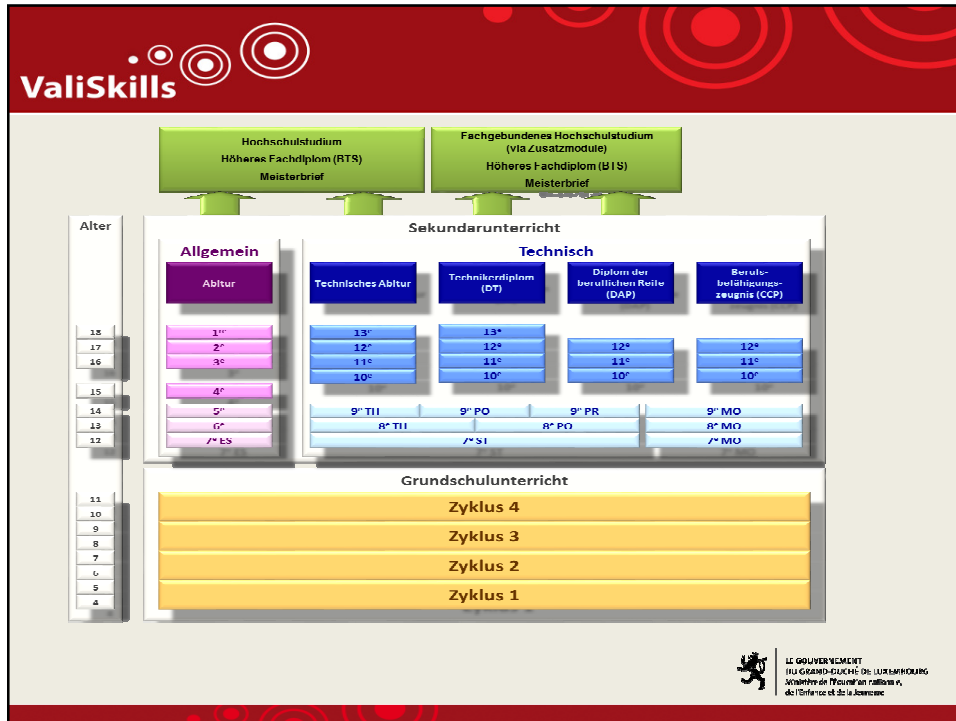 ValiSkills
Hochschulstudium
Höheres Fachdiplom (BTS)
Meisterbrief
Fachgebundenes Hochschulstudium
(via Zusatzmodule)
Höheres Fachdiplom (BTS)
Meisterbrief
Alter
Sekundarunterricht
Allgemein
Technisch
Abitur
Technisches Abitur
Technikerdiplom
(DT)
Diplom der
beruflichen Reife
(DAP)
Berufs-
befähigungs-
zeugnis (CCP)
18 1re 13e 13e
17 2e 12e 12e 12e 12e
16 3e 11e 11e 11e 11e
10e 10e 10e 10e
15 4e
14 5e 9e TH 9e PO 9e PR 9e MO
13 6e 8e TH 8e PO 8e MO
12 7e ES 7e ST 7e MO
Grundschulunterricht
11
10
Zyklus 4
9
8
Zyklus 3
7
6
Zyklus 2
5
4
Zyklus 1
LE GOUVERNEMENT
DU GRAND-DUCHÉ DE LUXEMBOURG
Ministère de l'Éducation nationale,
de l'Enfance et de la Jeunesse